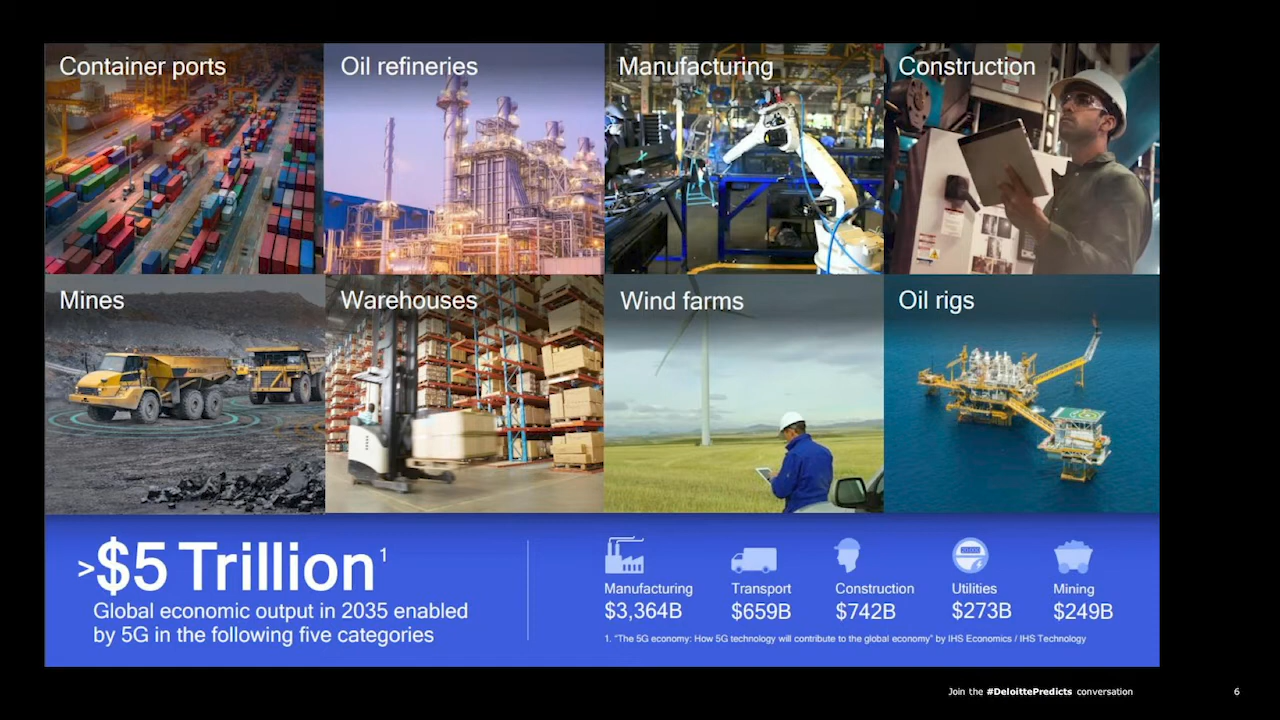 Container ports
Oil refineries
Manufacturing
Construction
Mines
Warehouses
Wind farms
Oil rigs
>$5 Trillion1
Global economic output in 2035 enabled
by 5G in the following five categories
Manufacturing
$3,364B
Transport
$659B
Construction
$742B
Utilities
$273B
Mining
$249B
1. "The 5G economy: How 5G technology will contribute to the global economy" by IHS Economics / IHS Technology
Join the #DeloittePredicts conversation
6